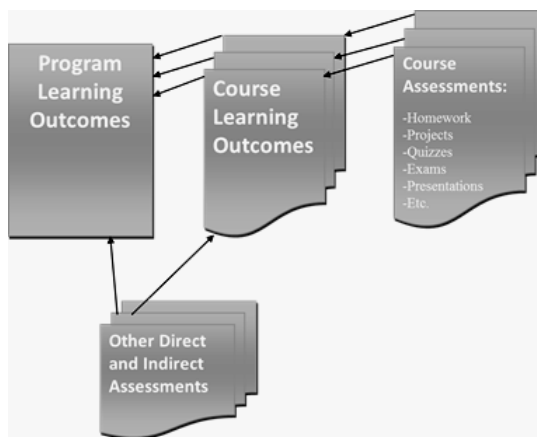 Program
Learning
Outcomes
Course
Learning
Outcomes
Course
Assessments:
-Homework
-Projects
-Quizzes
-Exams
-Presentations
-Etc.
Other Direct
and Indirect
Assessments